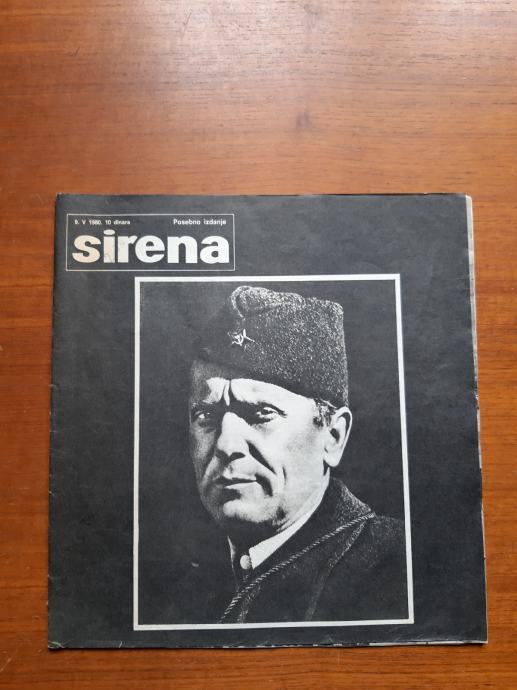 9. V 1980. 10 dinara Posebno izdanje
sirena